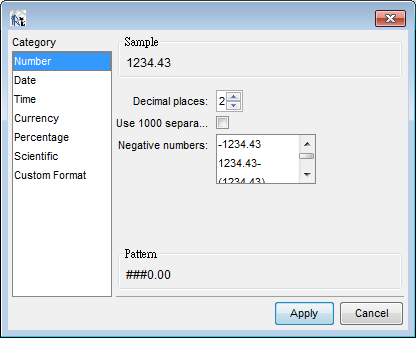 Category
Number
Date
Time
Currency
Percentage
Scientific
Custom Format
Sample
1234.43
Decimal places: 2
Use 1000 separa...
Negative numbers:
-1234.43
1234.43-
(1234.43)
Pattern
###0.00
Apply
Cancel